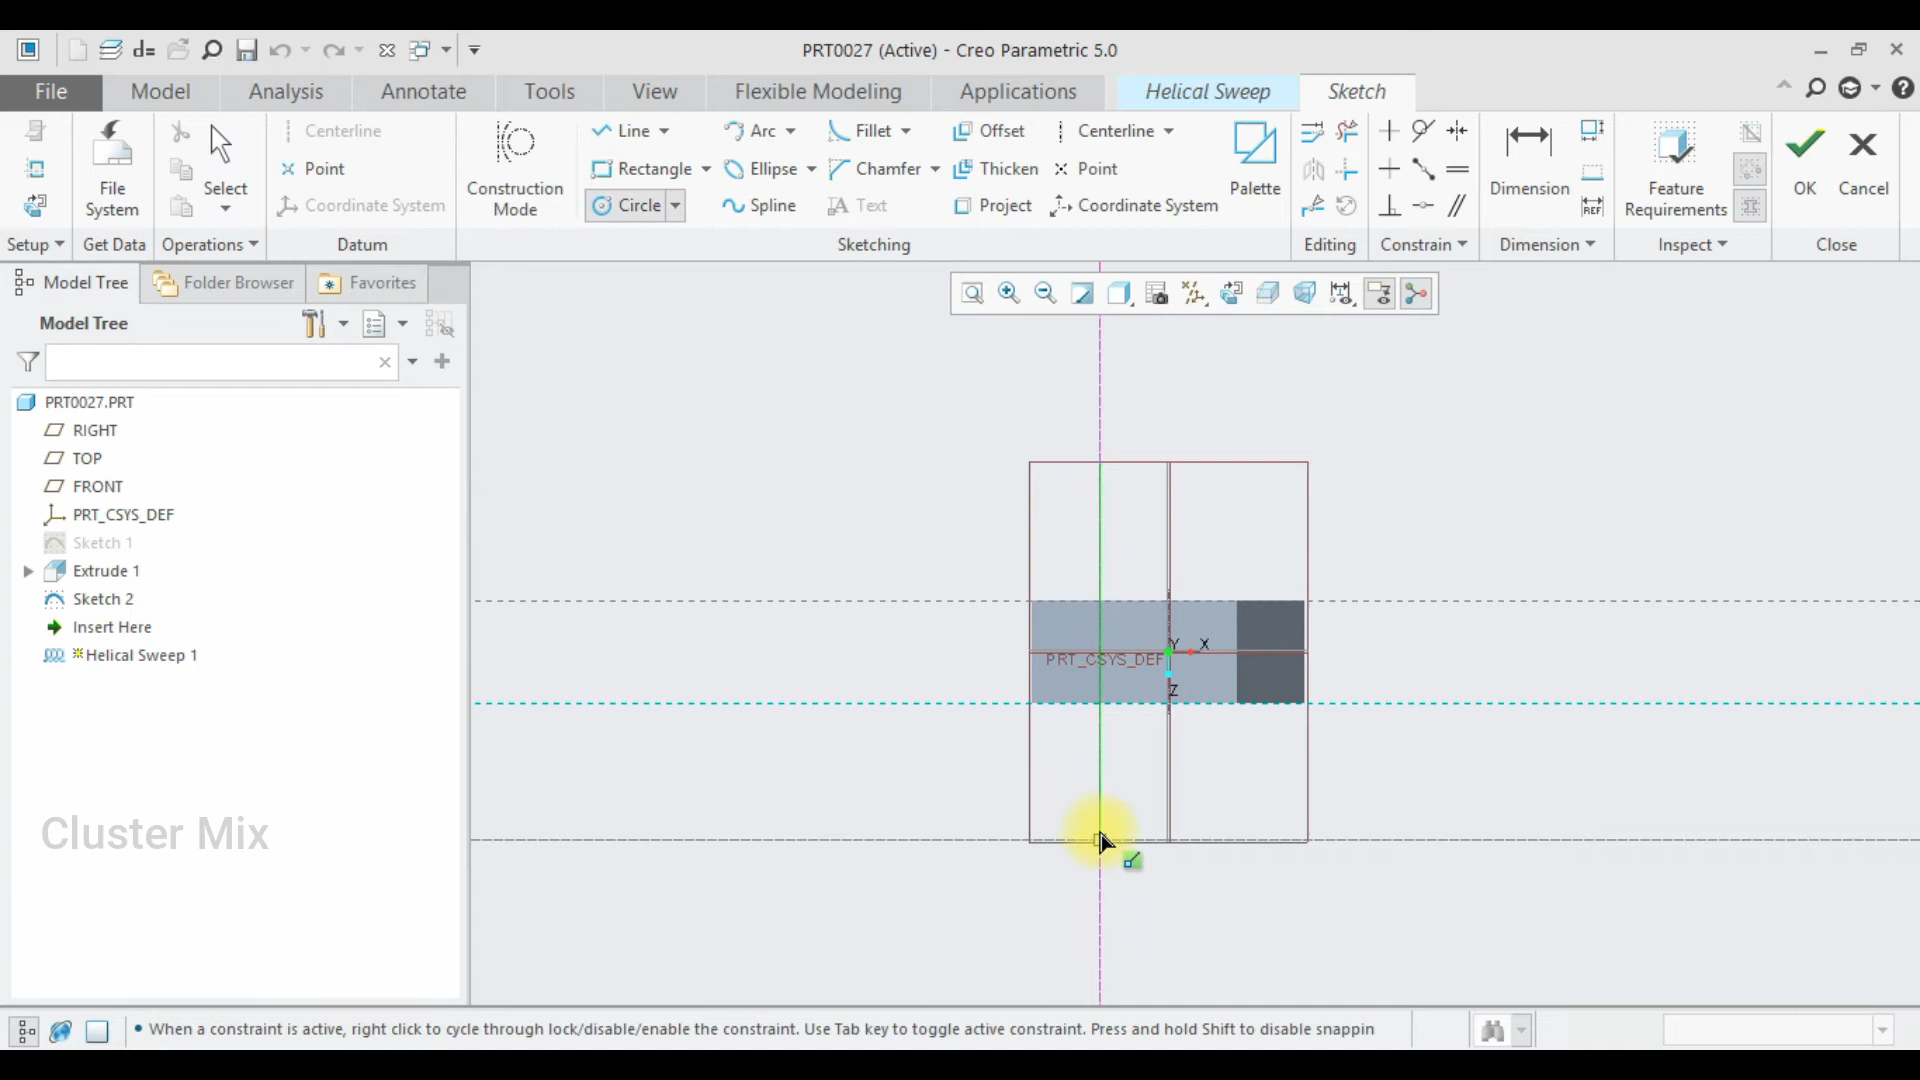 d=
PRT0027 (Active) - Creo Parametric 5.0
File Model Analysis Annotate Tools View Flexible Modeling Applications Helical Sweep Sketch
Centerline Line Arc Fillet Offset Centerline
Point Rectangle Ellipse Chamfer Thicken Point
Coordinate System Circle Spline Text Project Coordinate System
File System
Select
Construction Mode
Palette
Dimension
REF
Feature Requirements
OK
Cancel
Setup Get Data Operations Datum Sketching Editing Constrain Dimension Inspect Close
Model Tree Folder Browser Favorites
Model Tree
PRT0027.PRT
RIGHT
TOP
FRONT
PRT_CSYS_DEF
Sketch 1
Extrude 1
Sketch 2
Insert Here
Helical Sweep 1
Y X
PRT_CSYS_DEF
Z
Cluster Mix
When a constraint is active, right click to cycle through lock/disable/enable the constraint. Use Tab key to toggle active constraint. Press and hold Shift to disable snappin